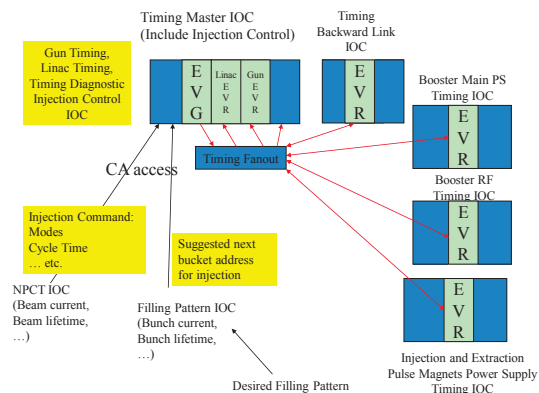 Timing Master IOC
(Include Injection Control)
Timing
Backward Link
IOC
Gun Timing,
Linac Timing,
Timing Diagnostic
Injection Control
IOC
E
V
G
Linac
E
V
R
Gun
E
V
R
E
V
R
Booster Main PS
Timing IOC
E
V
R
Timing Fanout
CA access
Booster RF
Timing IOC
E
V
R
Injection Command:
Modes
Cycle Time
… etc.
Suggested next
bucket address
for injection
NPCT IOC
(Beam current,
Beam lifetime,
…)
Filling Pattern IOC
(Bunch current,
Bunch lifetime,
…)
E
V
R
Injection and Extraction
Pulse Magnets Power Supply
Timing IOC
Desired Filling Pattern